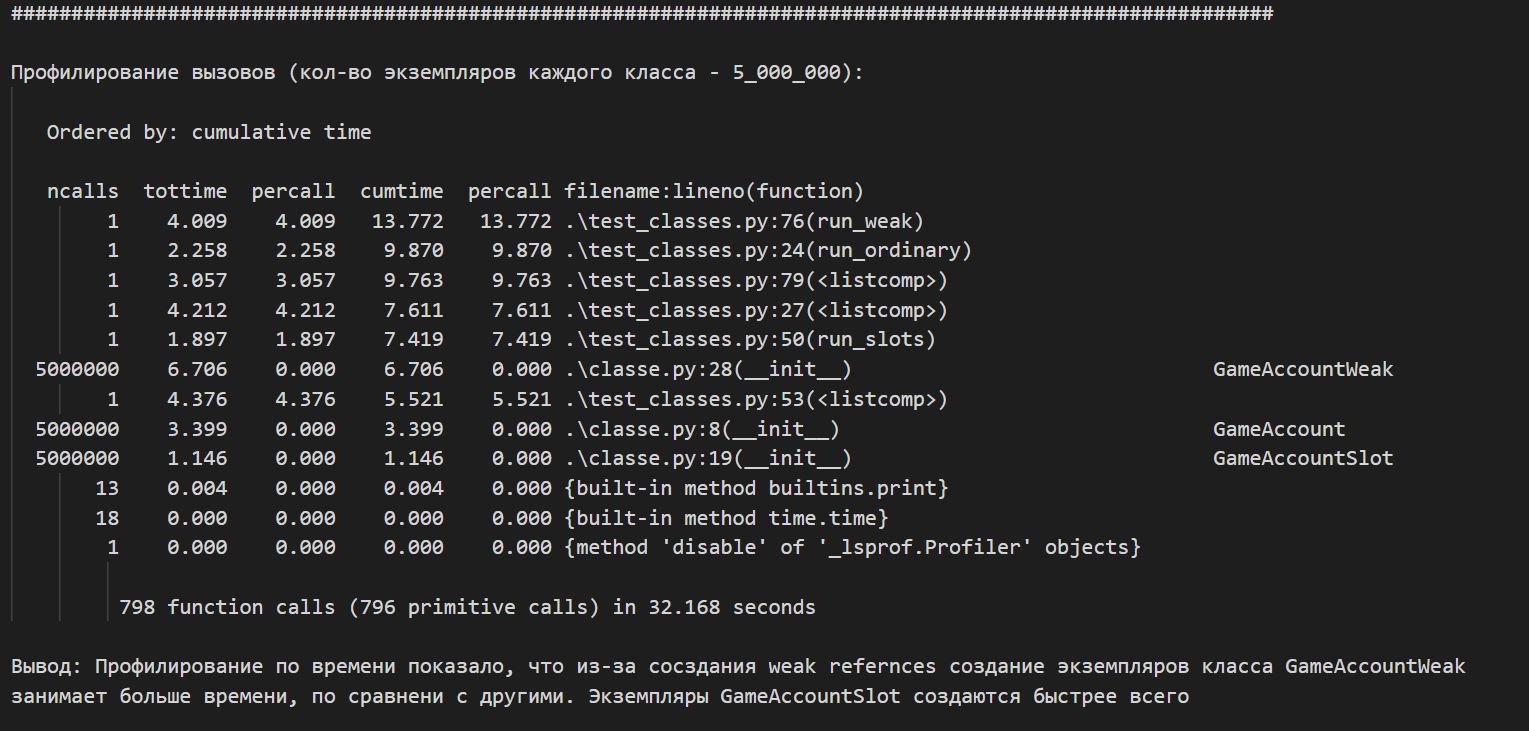 #########################################################################################################
Профилирование вызовов (кол-во экземпляров каждого класса - 5_000_000):
Ordered by: cumulative time
ncalls  tottime  percall  cumtime  percall filename:lineno(function)
1    4.009    4.009   13.772   13.772 .\test_classes.py:76(run_weak)
1    2.258    2.258    9.870    9.870 .\test_classes.py:24(run_ordinary)
1    3.057    3.057    9.763    9.763 .\test_classes.py:79(<listcomp>)
1    4.212    4.212    7.611    7.611 .\test_classes.py:27(<listcomp>)
1    1.897    1.897    7.419    7.419 .\test_classes.py:50(run_slots)
5000000    6.706    0.000    6.706    0.000 .\classe.py:28(__init__)                              GameAccountWeak
1    4.376    4.376    5.521    5.521 .\test_classes.py:53(<listcomp>)
5000000    3.399    0.000    3.399    0.000 .\classe.py:8(__init__)                               GameAccount
5000000    1.146    0.000    1.146    0.000 .\classe.py:19(__init__)                              GameAccountSlot
13    0.004    0.000    0.004    0.000 {built-in method builtins.print}
18    0.000    0.000    0.000    0.000 {built-in method time.time}
1    0.000    0.000    0.000    0.000 {method 'disable' of '_lsprof.Profiler' objects}
798 function calls (796 primitive calls) in 32.168 seconds
Вывод: Профилирование по времени показало, что из-за сосздания weak refernces создание экземпляров класса GameAccountWeak
занимает больше времени, по сравнени с другими. Экземпляры GameAccountSlot создаются быстрее всего